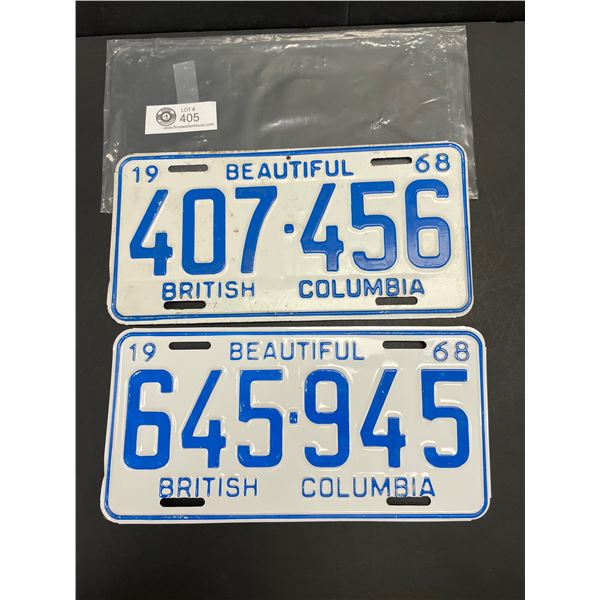 LOT #
405
19 BEAUTIFUL 68
407·456
BRITISH COLUMBIA
19 BEAUTIFUL 68
645·945
BRITISH COLUMBIA